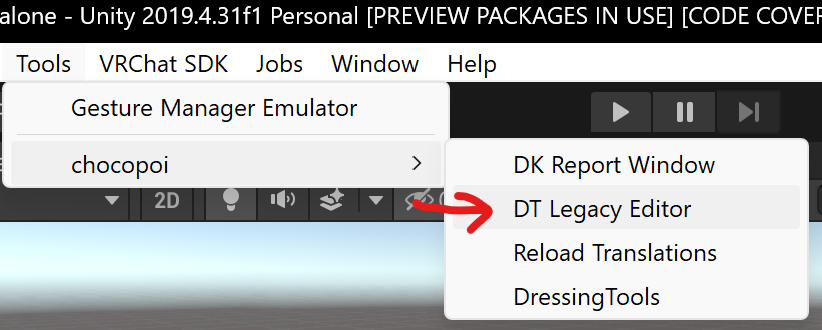 alone - Unity 2019.4.31f1 Personal [PREVIEW PACKAGES IN USE] [CODE COVER
Tools VRChat SDK Jobs Window Help
Gesture Manager Emulator
chocopoi
DK Report Window
2D
DT Legacy Editor
Reload Translations
DressingTools